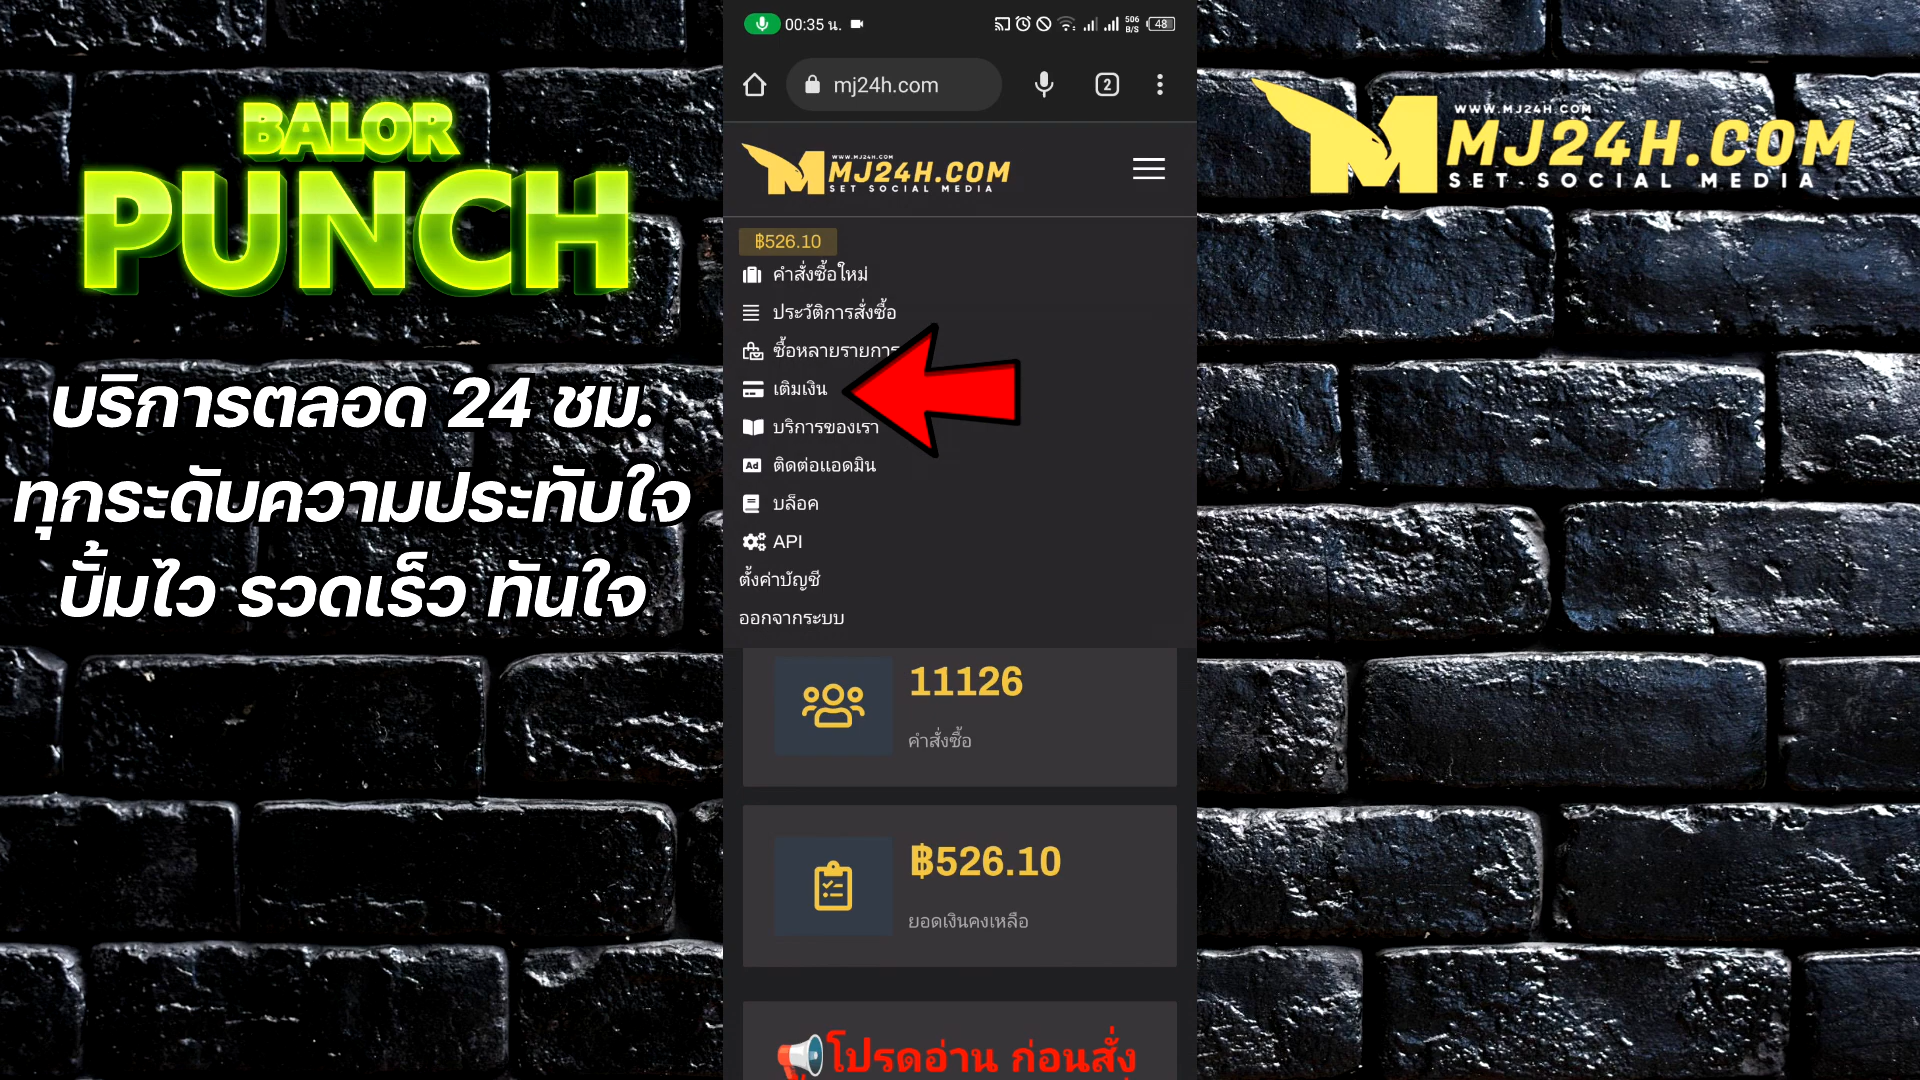 BALOR
PUNCH
บริการตลอด 24 ชม.
ทุกระดับความประทับใจ
ปั้มไว รวดเร็ว ทันใจ
00:35 น.
506
B/S
48
mj24h.com
2
WWW.MJ24H.COM
MJ24H.COM
SET SOCIAL MEDIA
฿526.10
คำสั่งซื้อใหม่
ประวัติการสั่งซื้อ
ซื้อหลายรายการ
เติมเงิน
บริการของเรา
Ad ติดต่อแอดมิน
บล็อค
API
ตั้งค่าบัญชี
ออกจากระบบ
11126
คำสั่งซื้อ
฿526.10
ยอดเงินคงเหลือ
โปรดอ่าน ก่อนสั่ง
WWW.MJ24H.COM
MJ24H.COM
SET SOCIAL MEDIA